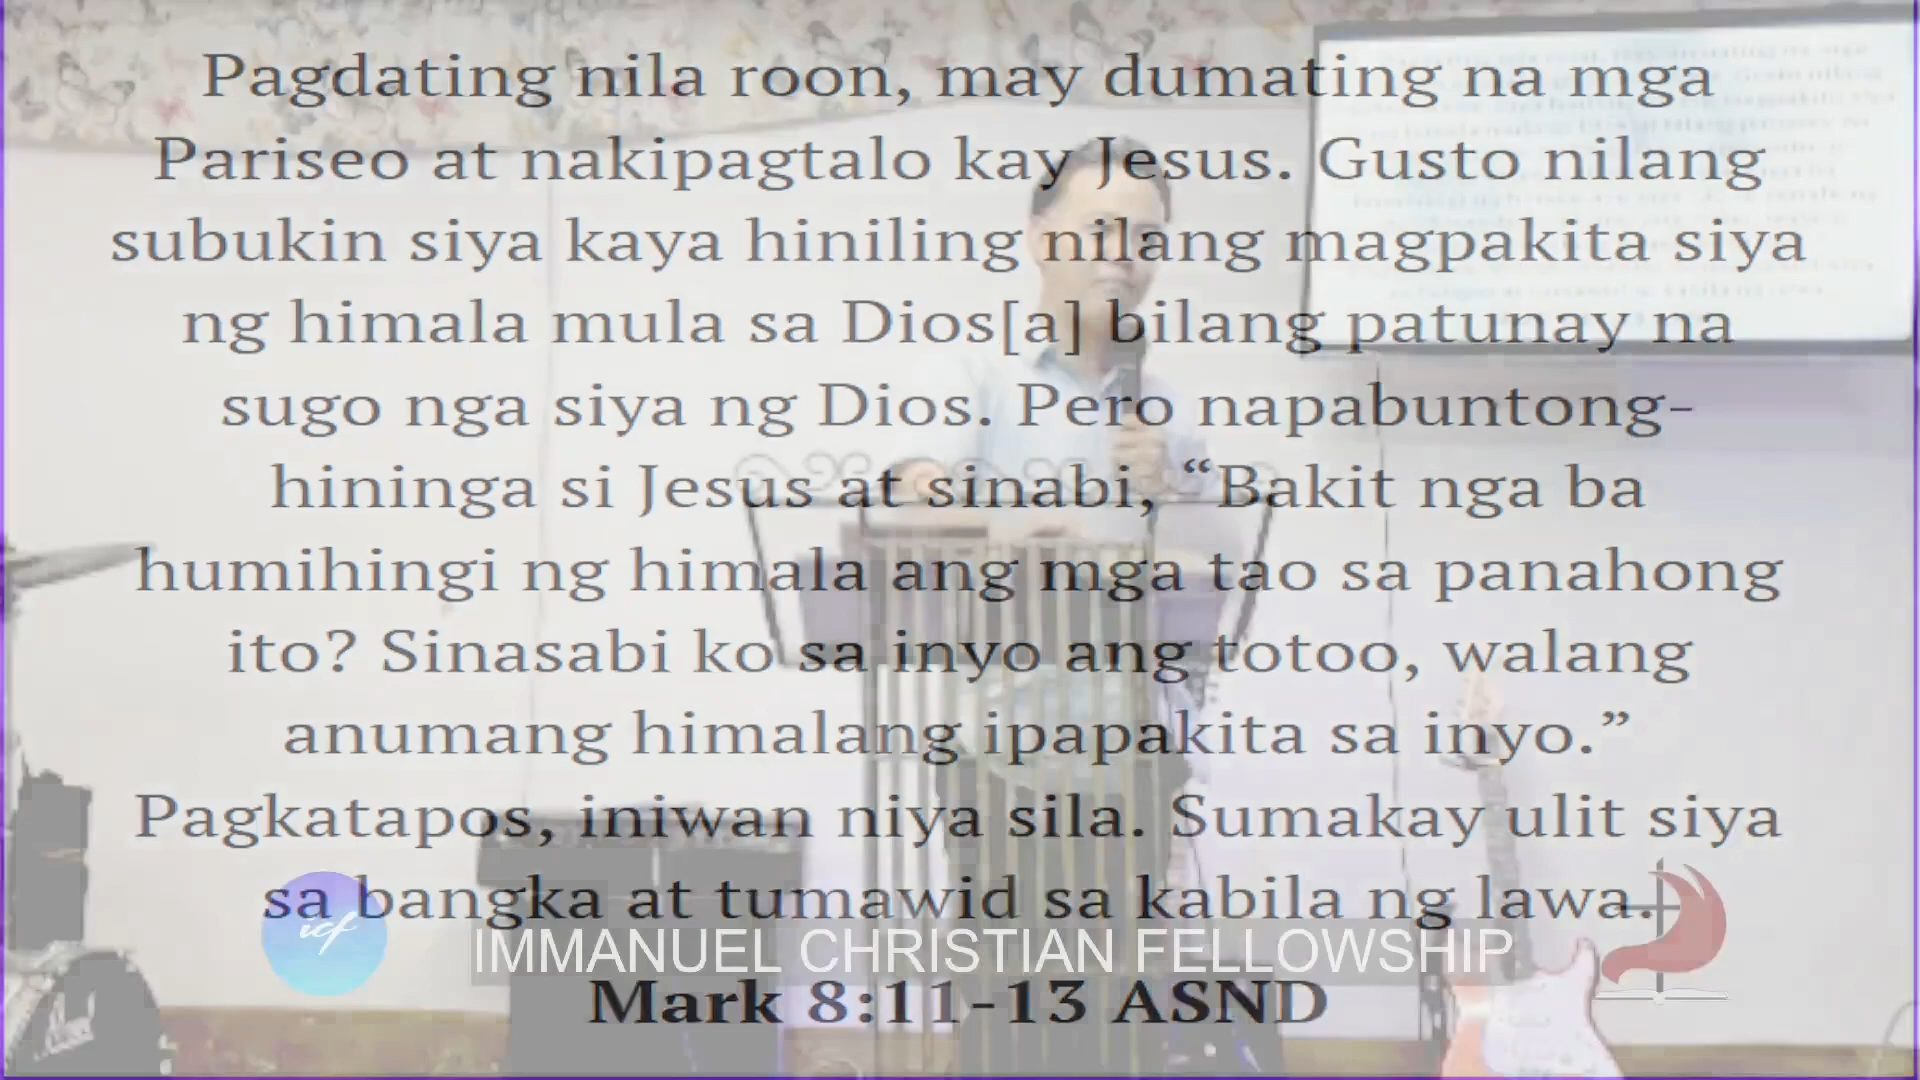 Pagdating nila roon, may dumating na mga
Pariseo at nakipagtalo kay Jesus. Gusto nilang
subukin siya kaya hiniling nilang magpakita siya
ng himala mula sa Dios[a] bilang patunay na
sugo nga siya ng Dios. Pero napabuntong-
hininga si Jesus at sinabi, “Bakit nga ba
humihingi ng himala ang mga tao sa panahong
ito? Sinasabi ko sa inyo ang totoo, walang
anumang himalang ipapakita sa inyo.”
Pagkatapos, iniwan niya sila. Sumakay ulit siya
sa bangka at tumawid sa kabila ng lawa.
icf
IMMANUEL CHRISTIAN FELLOWSHIP
Mark 8:11-13 ASND